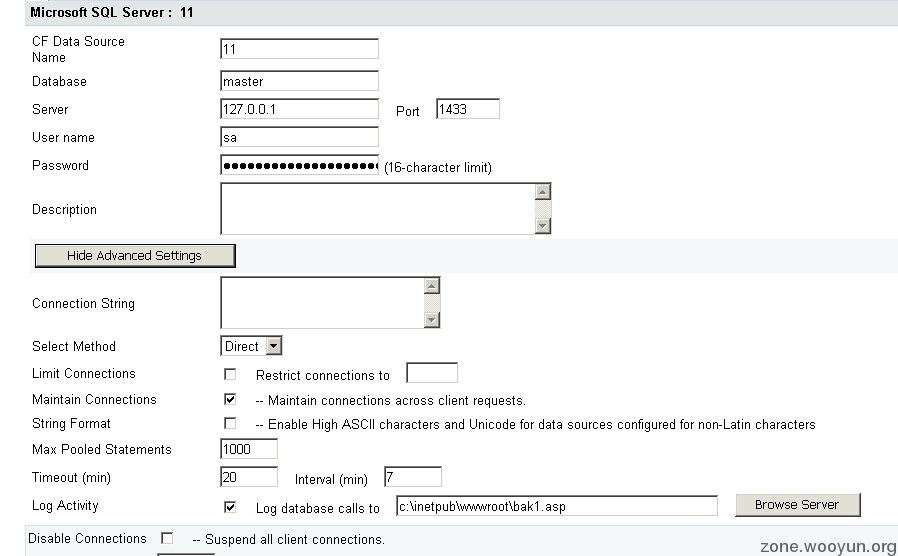 Microsoft SQL Server : 11
CF Data Source
Name
11
Database
master
Server
127.0.0.1
Port
1433
User name
sa
Password
(16-character limit)
Description
Hide Advanced Settings
Connection String
Select Method
Direct
Limit Connections
Restrict connections to
Maintain Connections
-- Maintain connections across client requests.
String Format
-- Enable High ASCII characters and Unicode for data sources configured for non-Latin characters
Max Pooled Statements
1000
Timeout (min)
20
Interval (min)
7
Log Activity
Log database calls to
c:\inetpub\wwwroot\bak1.asp
Browse Server
Disable Connections
-- Suspend all client connections.
zone.wooyun.org